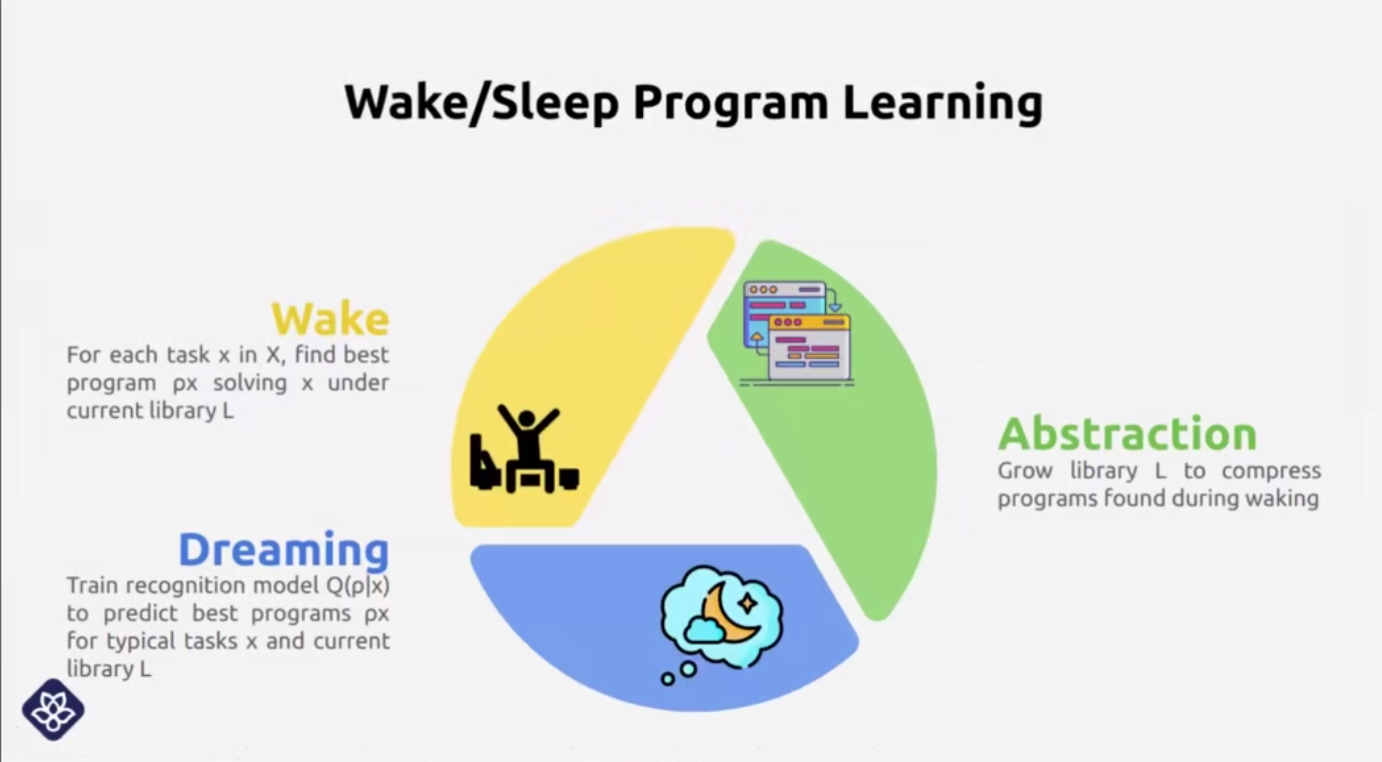 Wake/Sleep Program Learning
Wake
For each task x in X, find best
program ρx solving x under
current library L
Abstraction
Grow library L to compress
programs found during waking
Dreaming
Train recognition model Q(ρ|x)
to predict best programs ρx
for typical tasks x and current
library L